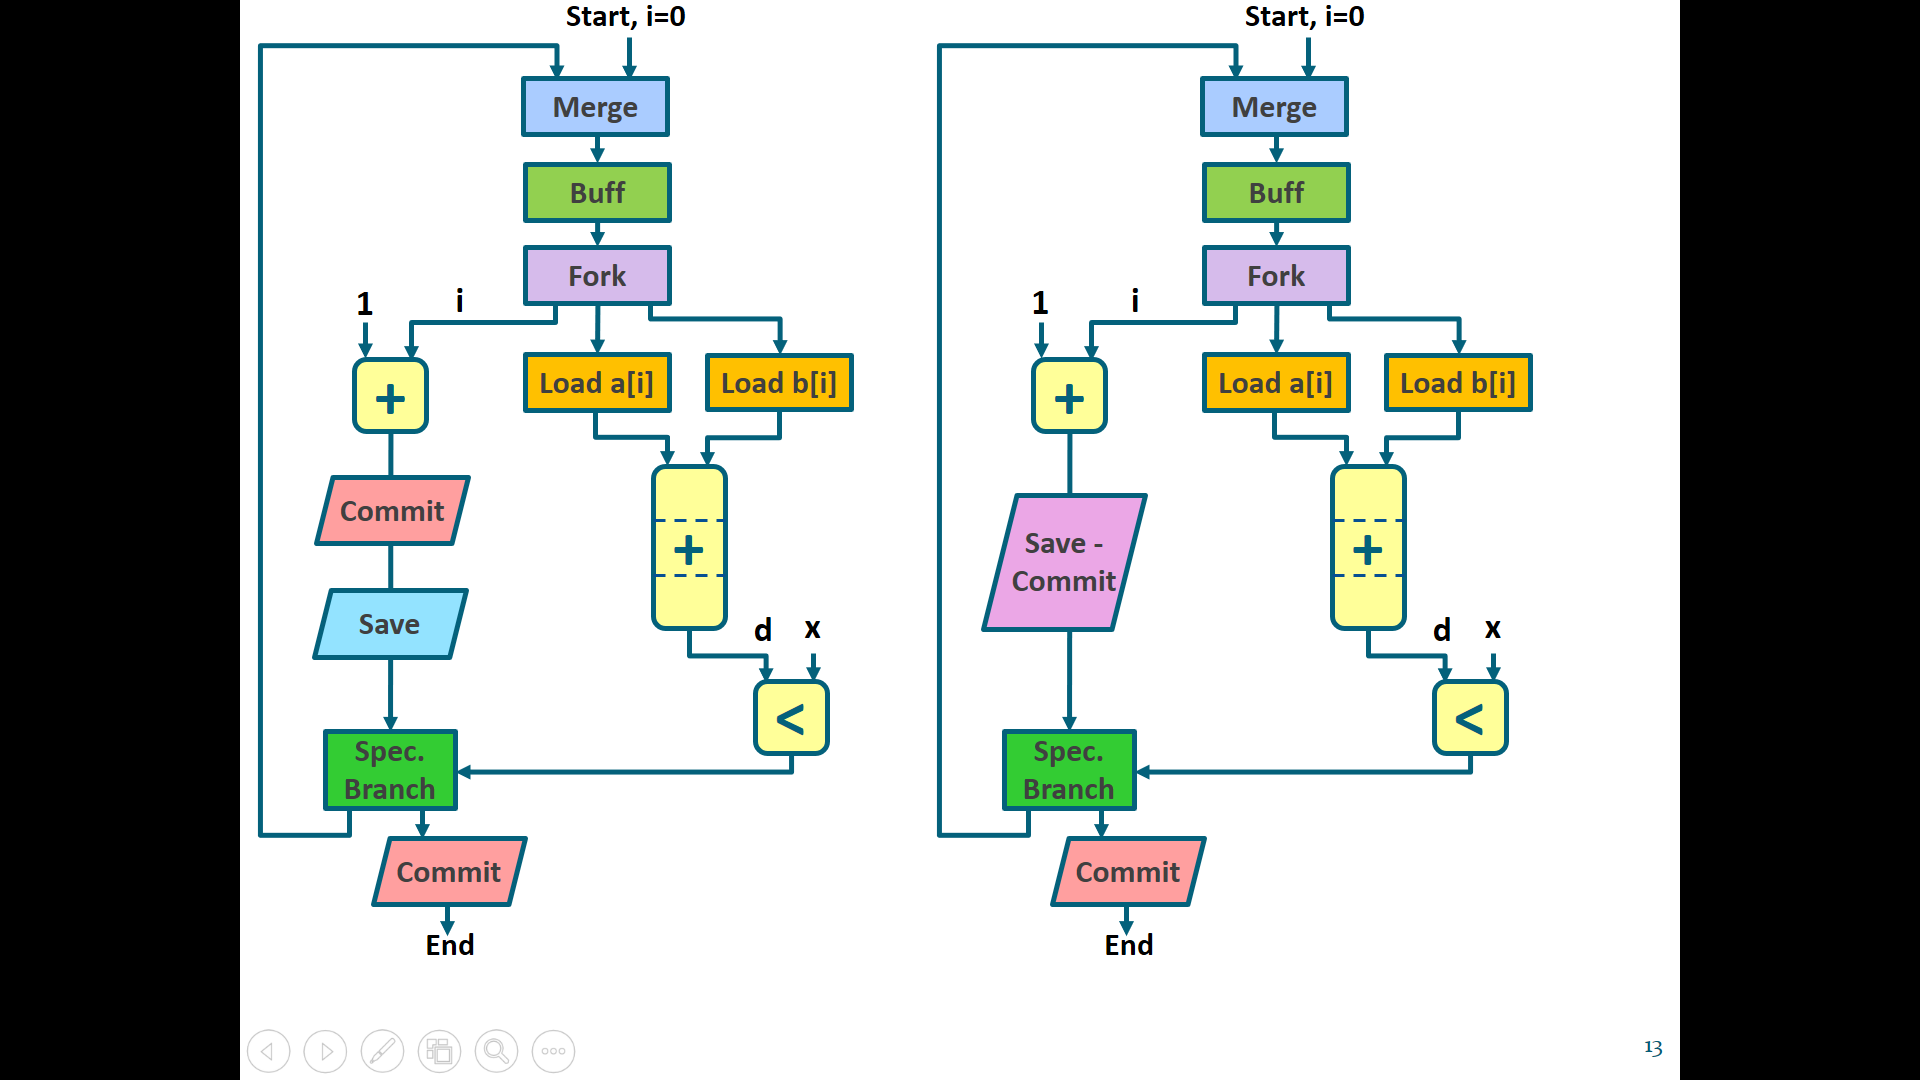 Start, i=0
Merge
Buff
Fork
1
i
+
Load a[i]
Load b[i]
Commit
+
Save
d
x
<
Spec.
Branch
Commit
End
Start, i=0
Merge
Buff
Fork
1
i
+
Load a[i]
Load b[i]
Save -
Commit
+
d
x
<
Spec.
Branch
Commit
End
13